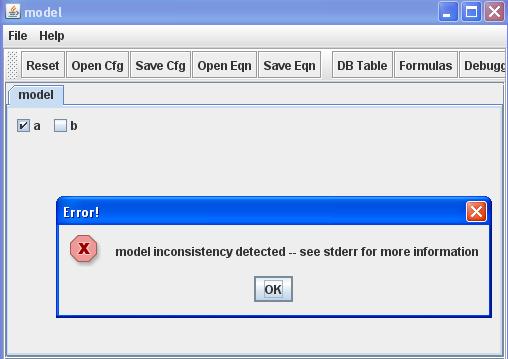 model
File Help
Reset Open Cfg Save Cfg Open Eqn Save Eqn DB Table Formulas Debugg
model
a b
Error!
X model inconsistency detected -- see stderr for more information
OK